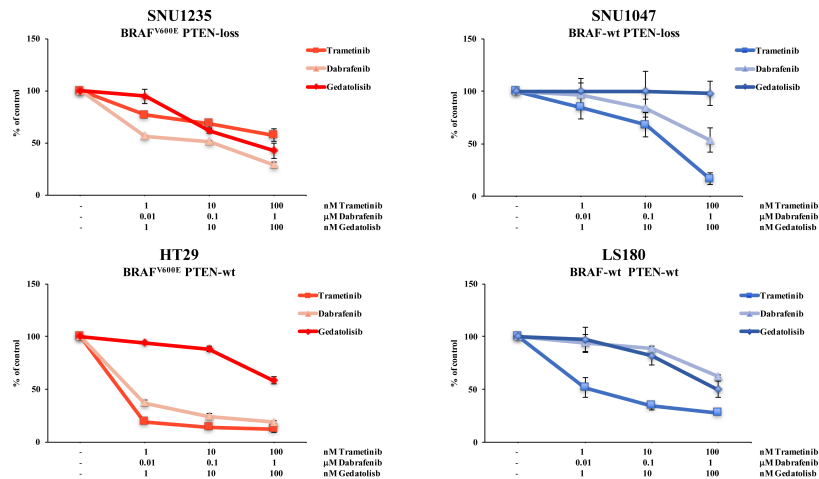 SNU1235
BRAFV600E PTEN-loss
Trametinib
Dabrafenib
Gedatolisib
150
100
50
0
% of control
- 1 10 100 nM Trametinib
- 0.01 0.1 1 μM Dabrafenib
- 1 10 100 nM Gedatolisb
SNU1047
BRAF-wt PTEN-loss
Trametinib
Dabrafenib
Gedatolisib
150
100
50
0
% of control
- 1 10 100 nM Trametinib
- 0.01 0.1 1 μM Dabrafenib
- 1 10 100 nM Gedatolisib
HT29
BRAFV600E PTEN-wt
Trametinib
Dabrafenib
Gedatolisib
150
100
50
0
% of control
- 1 10 100 nM Trametinib
- 0.01 0.1 1 μM Dabrafenib
- 1 10 100 nM Gedatolisib
LS180
BRAF-wt PTEN-wt
Trametinib
Dabrafenib
Gedatolisib
150
100
50
0
% of control
- 1 10 100 nM Trametinib
- 0.01 0.1 1 μM Dabrafenib
- 1 10 100 nM Gedatolisib